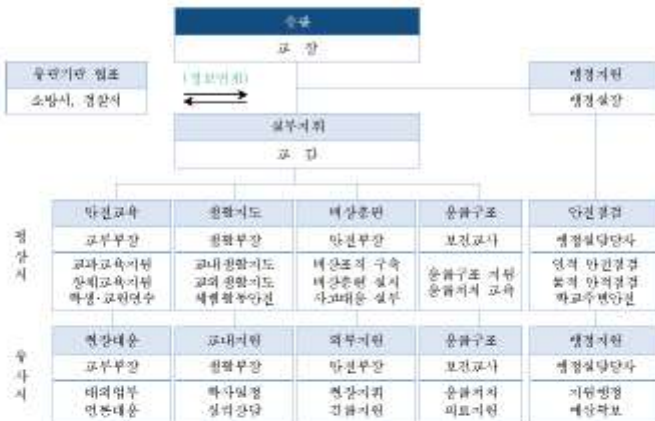 총괄
교 장
유관기관 협조
소방서, 경찰서
(정보연계)
행정지원
행정실장
실무지휘
교 감
평상시
안전교육
생활지도
비상훈련
응급구조
안전점검
교무부장
생활부장
안전부장
보건교사
행정실담당자
교과교육지원
창체교육지원
학생·교원연수
교내생활지도
교외생활지도
체험활동안전
비상조직 구축
비상훈련 실시
사고대응 실무
응급구조 지원
응급처치 교육
인적 안전점검
물적 안전점검
학교주변안전
유사시
현장대응
교내지원
외부지원
응급구조
행정지원
교무부장
생활부장
안전부장
보건교사
행정실담당자
대외업무
언론대응
학사일정
심리상담
현장지휘
긴급지원
응급처치
의료지원
지원행정
예산확보